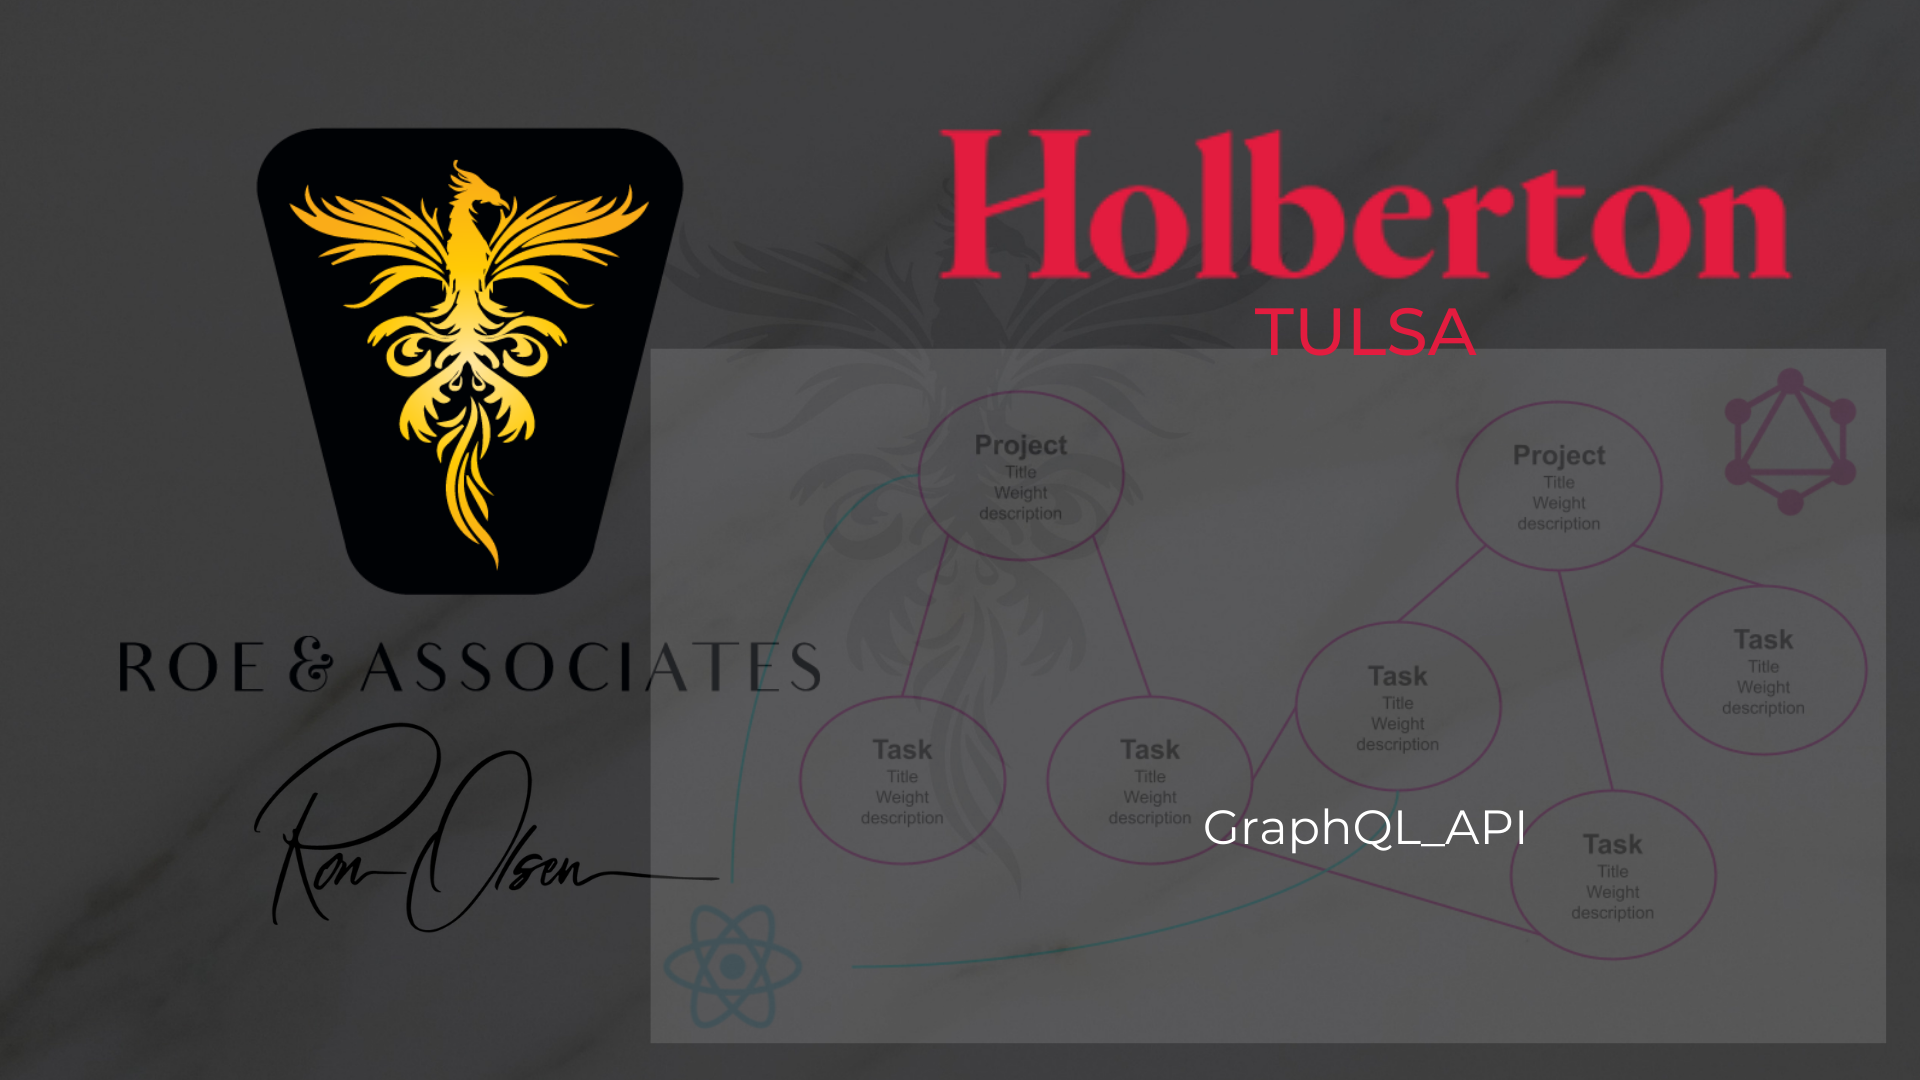 Holberton
TULSA
ROE & ASSOCIATES
Ron Olsen
Project
Title
Weight
description
Project
Title
Weight
description
Task
Title
Weight
description
Task
Title
Weight
description
Task
Title
Weight
description
Task
Title
Weight
description
Task
Title
Weight
description
GraphQL_API